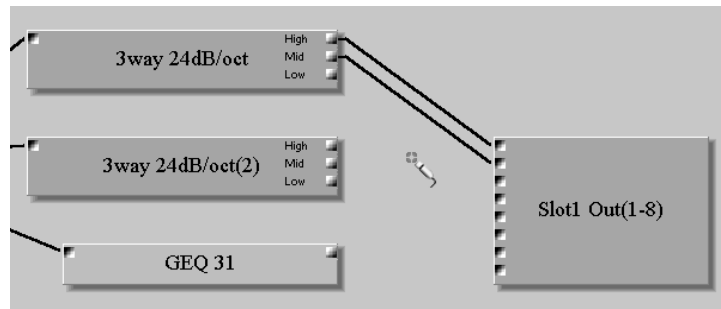 High
3way 24dB/oct
Mid
Low
High
3way 24dB/oct(2)
Mid
Low
Slot1 Out(1-8)
GEQ 31